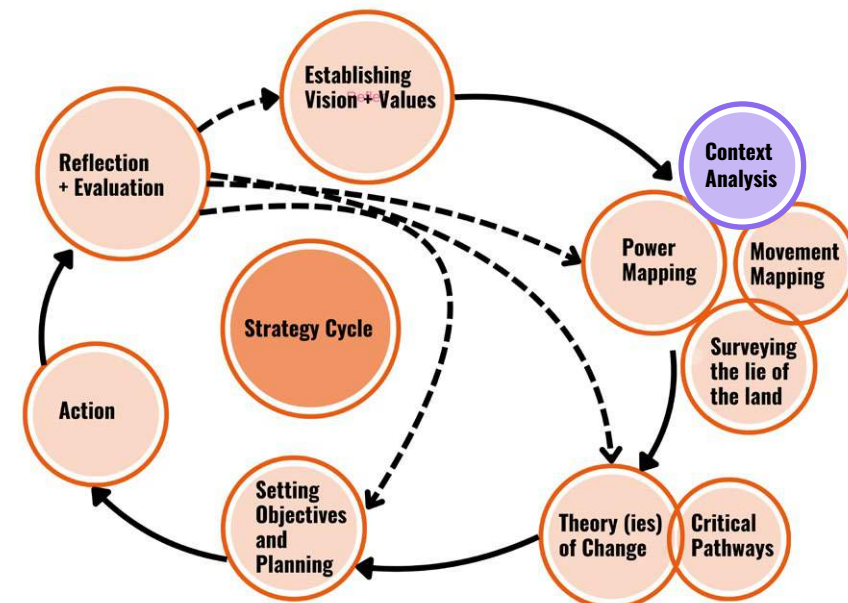 Establishing
Vision + Values
Reflection
+ Evaluation
Context
Analysis
Power
Mapping
Movement
Mapping
Strategy Cycle
Surveying
the lie of
the land
Action
Setting
Objectives
and
Planning
Theory (ies)
of Change
Critical
Pathways